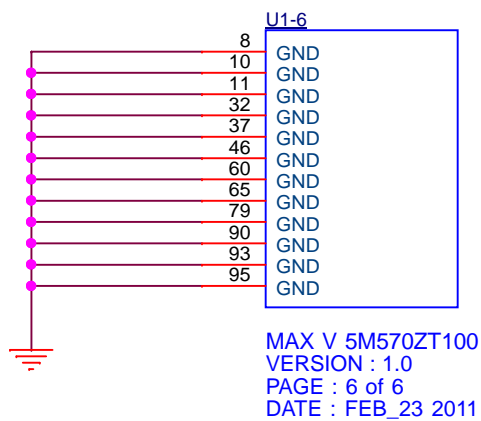 U1-6
8 GND
10 GND
11 GND
32 GND
37 GND
46 GND
60 GND
65 GND
79 GND
90 GND
93 GND
95 GND
MAX V 5M570ZT100
VERSION : 1.0
PAGE : 6 of 6
DATE : FEB_23 2011